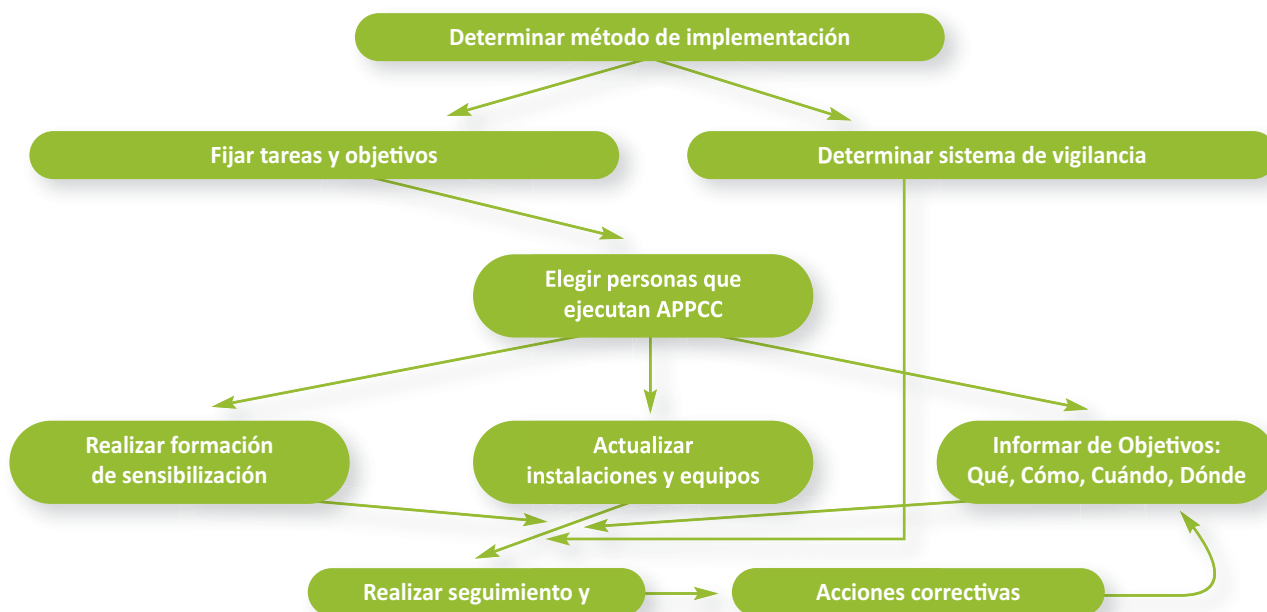 Determinar método de implementación
Fijar tareas y objetivos
Determinar sistema de vigilancia
Elegir personas que
ejecutan APPCC
Realizar formación
de sensibilización
Actualizar
instalaciones y equipos
Informar de Objetivos:
Qué, Cómo, Cuándo, Dónde
Realizar seguimiento y
Acciones correctivas